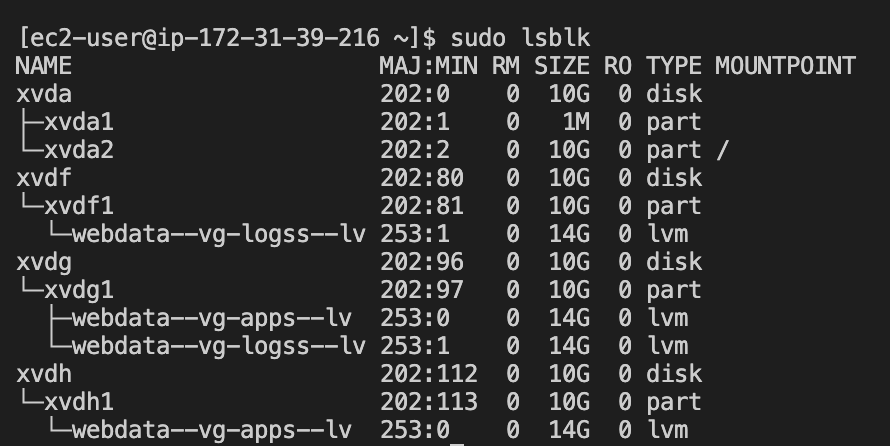 [ec2-user@ip-172-31-39-216 ~]$ sudo lsblk
NAME                      MAJ:MIN RM SIZE RO TYPE MOUNTPOINT
xvda                      202:0    0  10G  0 disk
├─xvda1                   202:1    0   1M  0 part
└─xvda2                   202:2    0  10G  0 part /
xvdf                      202:80   0  10G  0 disk
└─xvdf1                   202:81   0  10G  0 part
  └─webdata--vg-logss--lv 253:1    0  14G  0 lvm
xvdg                      202:96   0  10G  0 disk
└─xvdg1                   202:97   0  10G  0 part
  ├─webdata--vg-apps--lv  253:0    0  14G  0 lvm
  └─webdata--vg-logss--lv 253:1    0  14G  0 lvm
xvdh                      202:112  0  10G  0 disk
└─xvdh1                   202:113  0  10G  0 part
  └─webdata--vg-apps--lv  253:0    0  14G  0 lvm